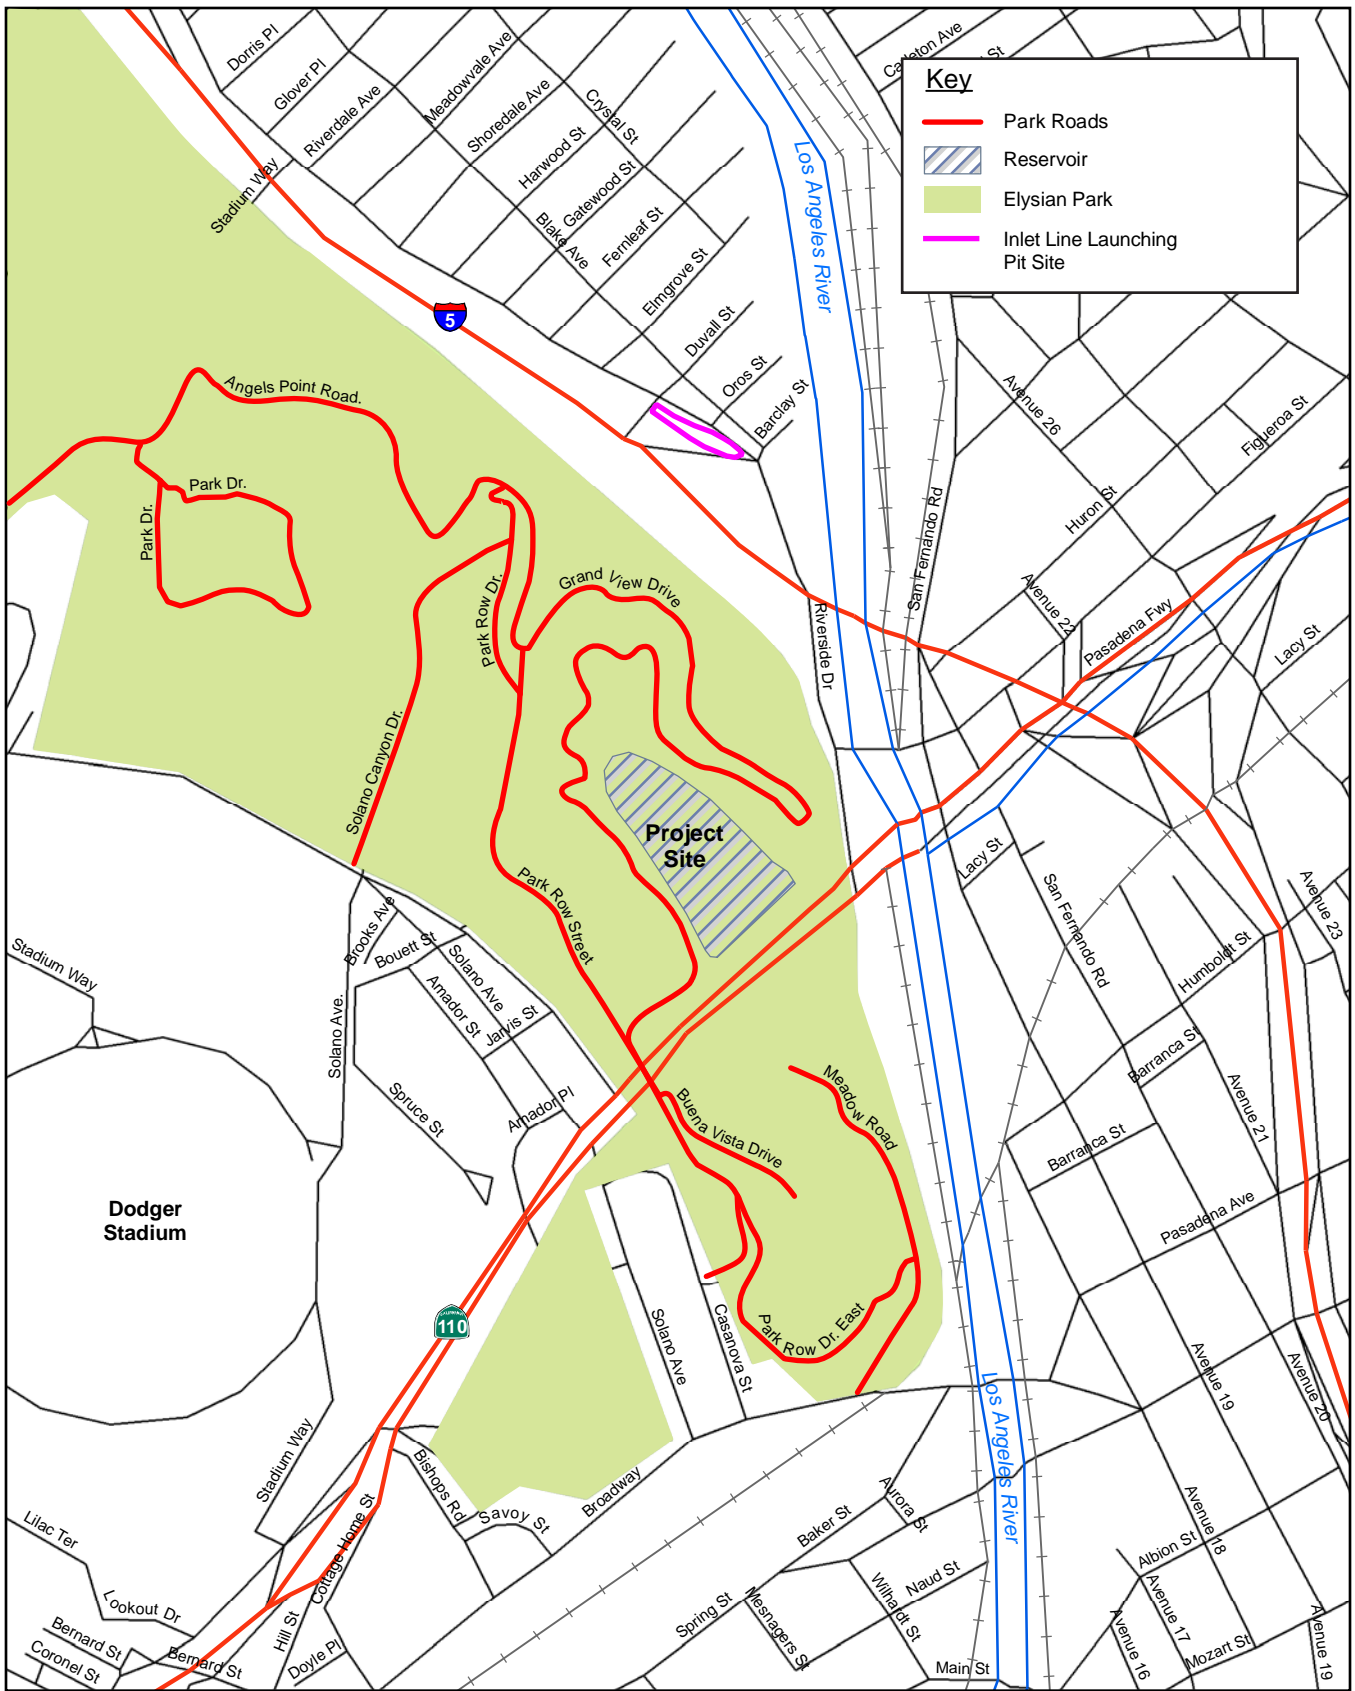 Dorris Pl
Glover Pl
Riverdale Ave
Meadowvale Ave
Shoredale Ave
Crystal St
Harwood St
Gatewood St
Stadium Way
Blake Ave
Fernleaf St
Elmgrove St
Duvall St
Oros St
Barclay St
Los Angeles River
St
Key
Park Roads
Reservoir
Elysian Park
Inlet Line Launching
Pit Site
5
Angels Point Road.
Park Dr.
Park Dr.
Avenue 26
Figueroa St
Huron St
San Fernando Rd
Avenue 22
Pasadena Fwy
Lacy St
Riverside Dr
Grand View Drive
Park Row Dr.
Solano Canyon Dr.
Project
Site
Lacy St
San Fernando Rd
Avenue 23
Humboldt St
Park Row Street
Brooks Ave
Bouett St
Solano Ave
Amador St
Jarvis St
Stadium Way
Solano Ave.
Spruce St
Amador Pl
Buena Vista Drive
Meadow Road
Barranca St
Avenue 21
Barranca St
Pasadena Ave
Dodger
Stadium
CALIFORNIA
110
Solano Ave
Casanova St
Park Row Dr. East
Avenue 19
Avenue 20
Los Angeles River
Stadium Way
Bishops Rd
Savoy St
Broadway
Cottage Home St
Lilac Ter
Lookout Dr
Bernard St
Coronel St
Bernard St
Hill St
Doyle Pl
Baker St
Aurora St
Spring St
Mesnagers St
Wilhardt St
Naud St
Main St
Avenue 18
Albion St
Avenue 17
Avenue 16
Mozart St
Avenue 19